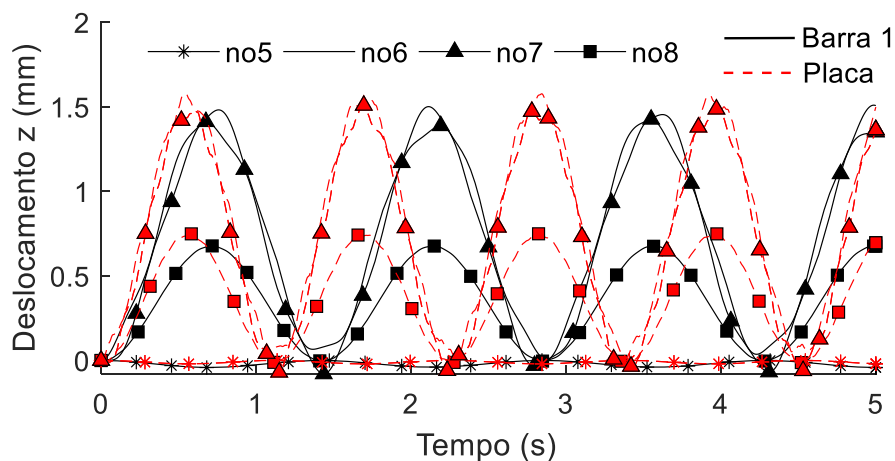 2
1.5
1
0.5
0
Deslocamento z (mm)
no5 no6 no7 no8
Barra 1
Placa
0 1 2 3 4 5
Tempo (s)